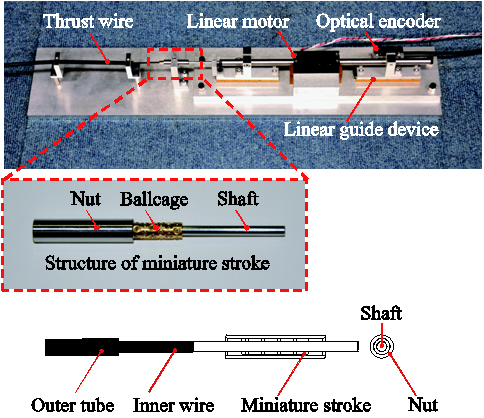 Thrust wire
Linear motor
Optical encoder
Linear guide device
Nut
Ballcage
Shaft
Structure of miniature stroke
Shaft
Outer tube
Inner wire
Miniature stroke
Nut